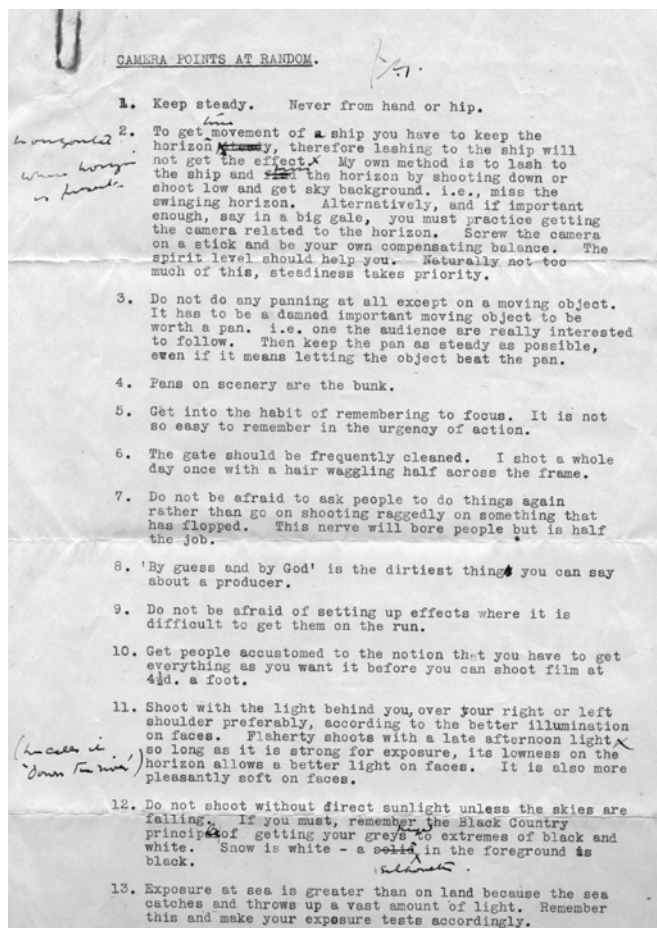 CAMERA POINTS AT RANDOM.
1. Keep steady. Never from hand or hip.
2. To get true movement of a ship you have to keep the
horizon steady, therefore lashing to the ship will
not get the effect. My own method is to lash to
the ship and the horizon by shooting down or
shoot low and get sky background. i.e., miss the
swinging horizon. Alternatively, and if important
enough, say in a big gale, you must practice getting
the camera related to the horizon. Screw the camera
on a stick and be your own compensating balance. The
spirit level should help you. Naturally not too
much of this, steadiness takes priority.
horizontal
where horizon
is present
3. Do not do any panning at all except on a moving object.
It has to be a damned important moving object to be
worth a pan. i.e. one the audience are really interested
to follow. Then keep the pan as steady as possible,
even if it means letting the object beat the pan.
4. Pans on scenery are the bunk.
5. Get into the habit of remembering to focus. It is not
so easy to remember in the urgency of action.
6. The gate should be frequently cleaned. I shot a whole
day once with a hair waggling half across the frame.
7. Do not be afraid to ask people to do things again
rather than go on shooting raggedly on something that
has flopped. This nerve will bore people but is half
the job.
8. 'By guess and by God' is the dirtiest thing you can say
about a producer.
9. Do not be afraid of setting up effects where it is
difficult to get them on the run.
10. Get people accustomed to the notion that you have to get
everything as you want it before you can shoot film at
4½d. a foot.
11. Shoot with the light behind you, over your right or left
shoulder preferably, according to the better illumination
on faces. Flaherty shoots with a late afternoon light
so long as it is strong for exposure, its lowness on the
horizon allows a better light on faces. It is also more
pleasantly soft on faces.
(he calls it
"down the river")
12. Do not shoot without direct sunlight unless the skies are
falling. If you must, remember the Black Country
principle of getting your greys keyed to extremes of black and
white. Snow is white - a solid silhouette in the foreground is
black.
13. Exposure at sea is greater than on land because the sea
catches and throws up a vast amount of light. Remember
this and make your exposure tests accordingly.